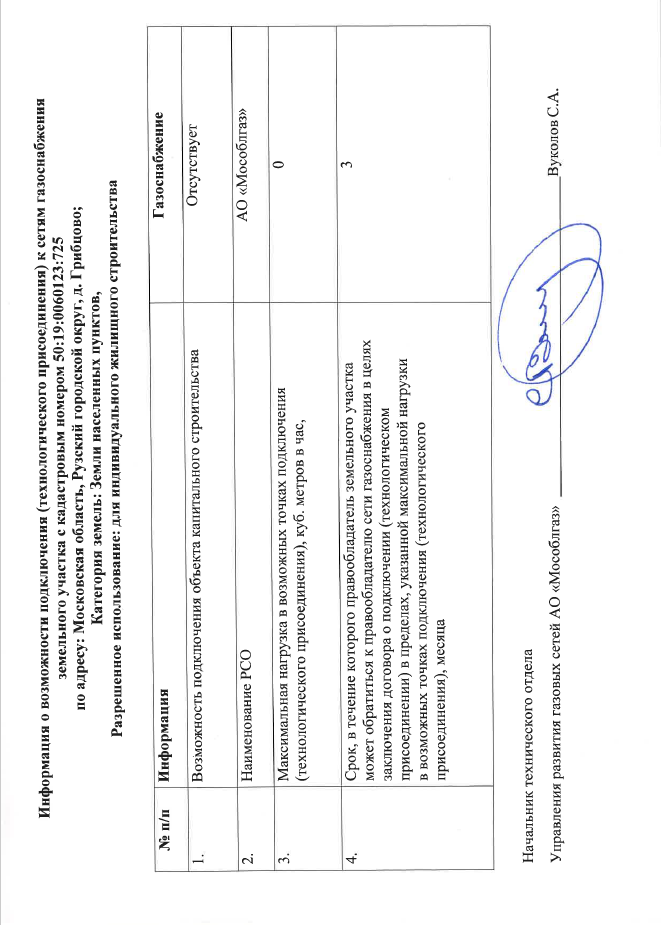 Информация о возможности подключения (технологического присоединения) к сетям газоснабжения
земельного участка с кадастровым номером 50:19:0060123:725
по адресу: Московская область, Рузский городской округ, д. Грибцово;
Категория земель: Земли населенных пунктов,
Разрешенное использование: для индивидуального жилищного строительства
№ п/п Информация Газоснабжение
1. Возможность подключения объекта капитального строительства Отсутствует
2. Наименование РСО АО «Мособлгаз»
3. Максимальная нагрузка в возможных точках подключения 0
(технологического присоединения), куб. метров в час,
4. Срок, в течение которого правообладатель земельного участка 3
может обратиться к правообладателю сети газоснабжения в целях
заключения договора о подключении (технологическом
присоединении) в пределах, указанной максимальной нагрузки
в возможных точках подключения (технологического
присоединения), месяца
Начальник технического отдела
Управления развития газовых сетей АО «Мособлгаз» Вуколов С.А.